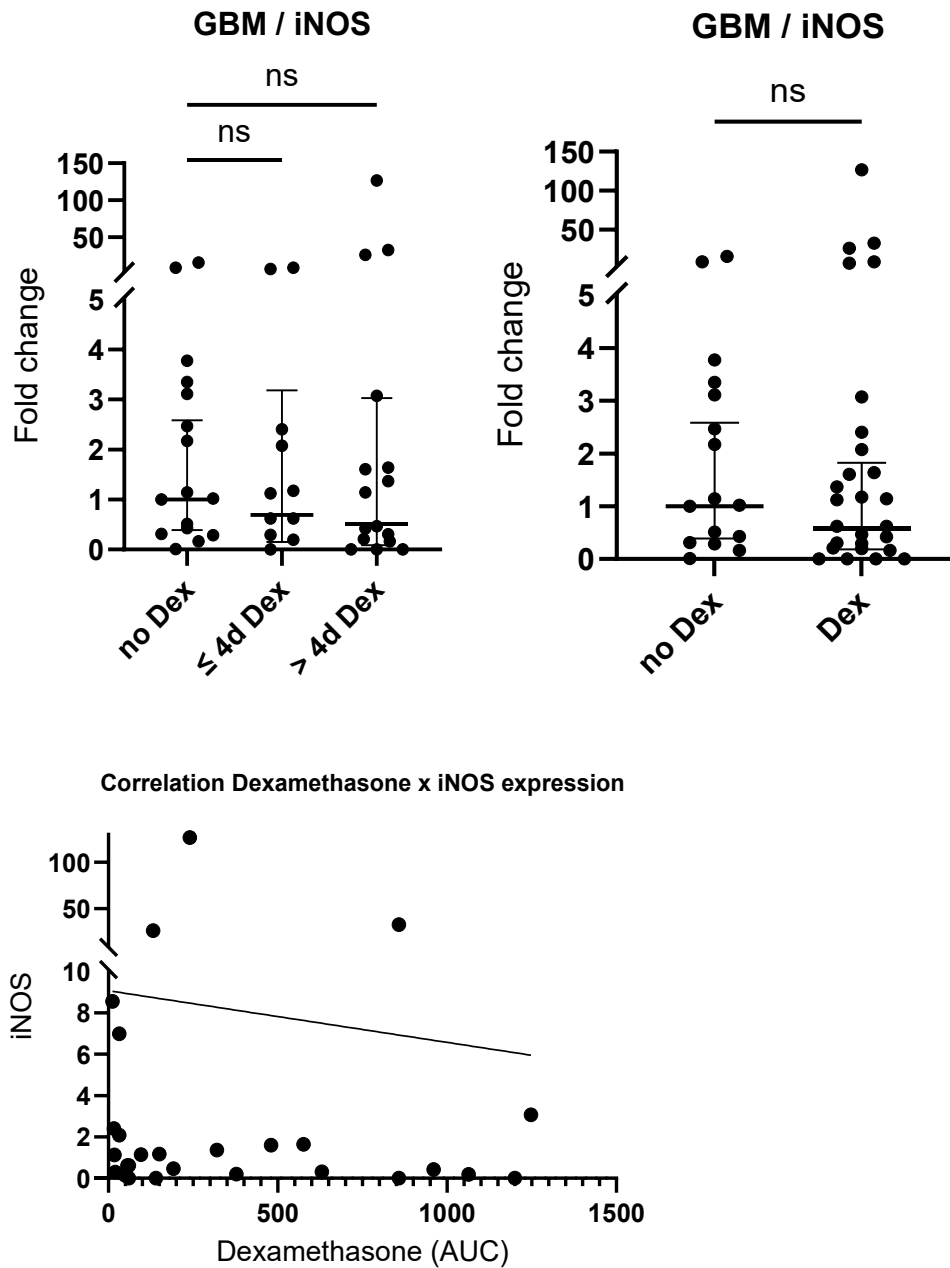 GBM / iNOS
ns
ns
150
100
50
5
4
3
2
1
0
Fold change
no Dex
≤ 4d Dex
> 4d Dex
GBM / iNOS
ns
150
100
50
5
4
3
2
1
0
Fold change
no Dex
Dex
Correlation Dexamethasone x iNOS expression
100
50
10
8
6
4
2
0
iNOS
0 500 1000 1500
Dexamethasone (AUC)